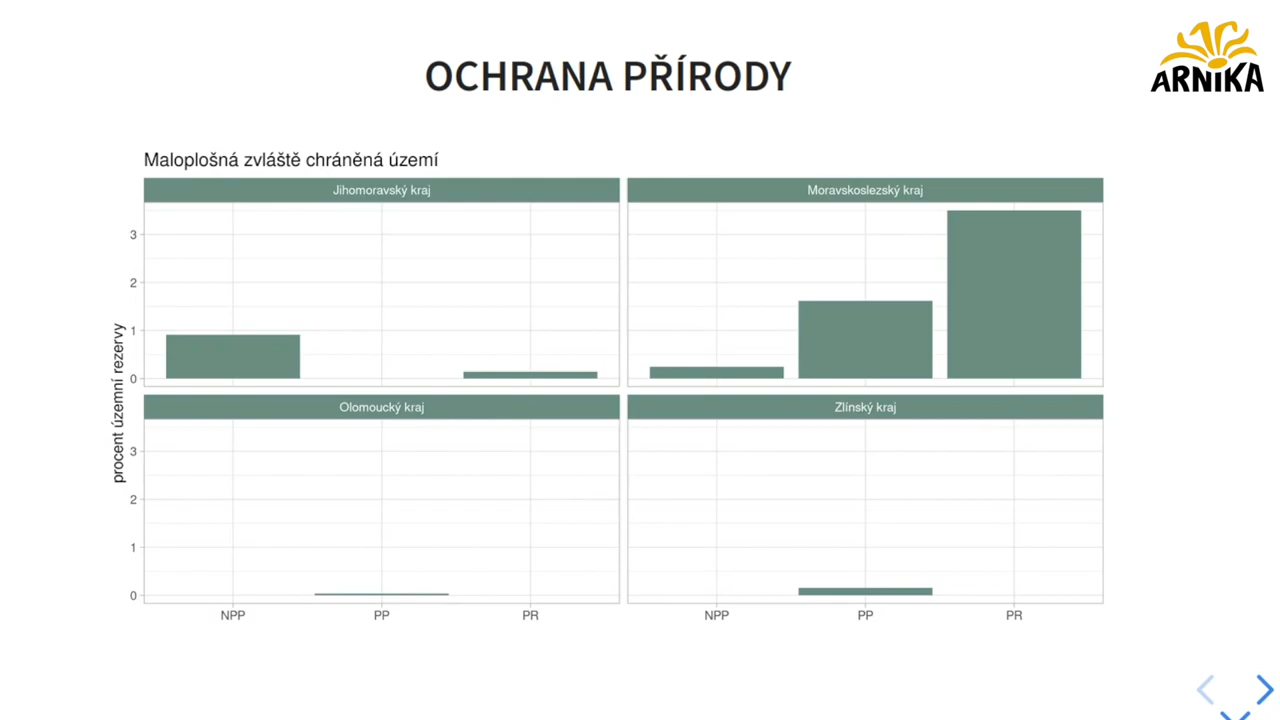 OCHRANA PŘÍRODY
ARNIKA
Maloplošná zvláště chráněná území
Jihomoravský kraj
Moravskoslezský kraj
3
2
1
0
procent územní rezervy
Olomoucký kraj
Zlínský kraj
3
2
1
0
NPP PP PR
NPP PP PR